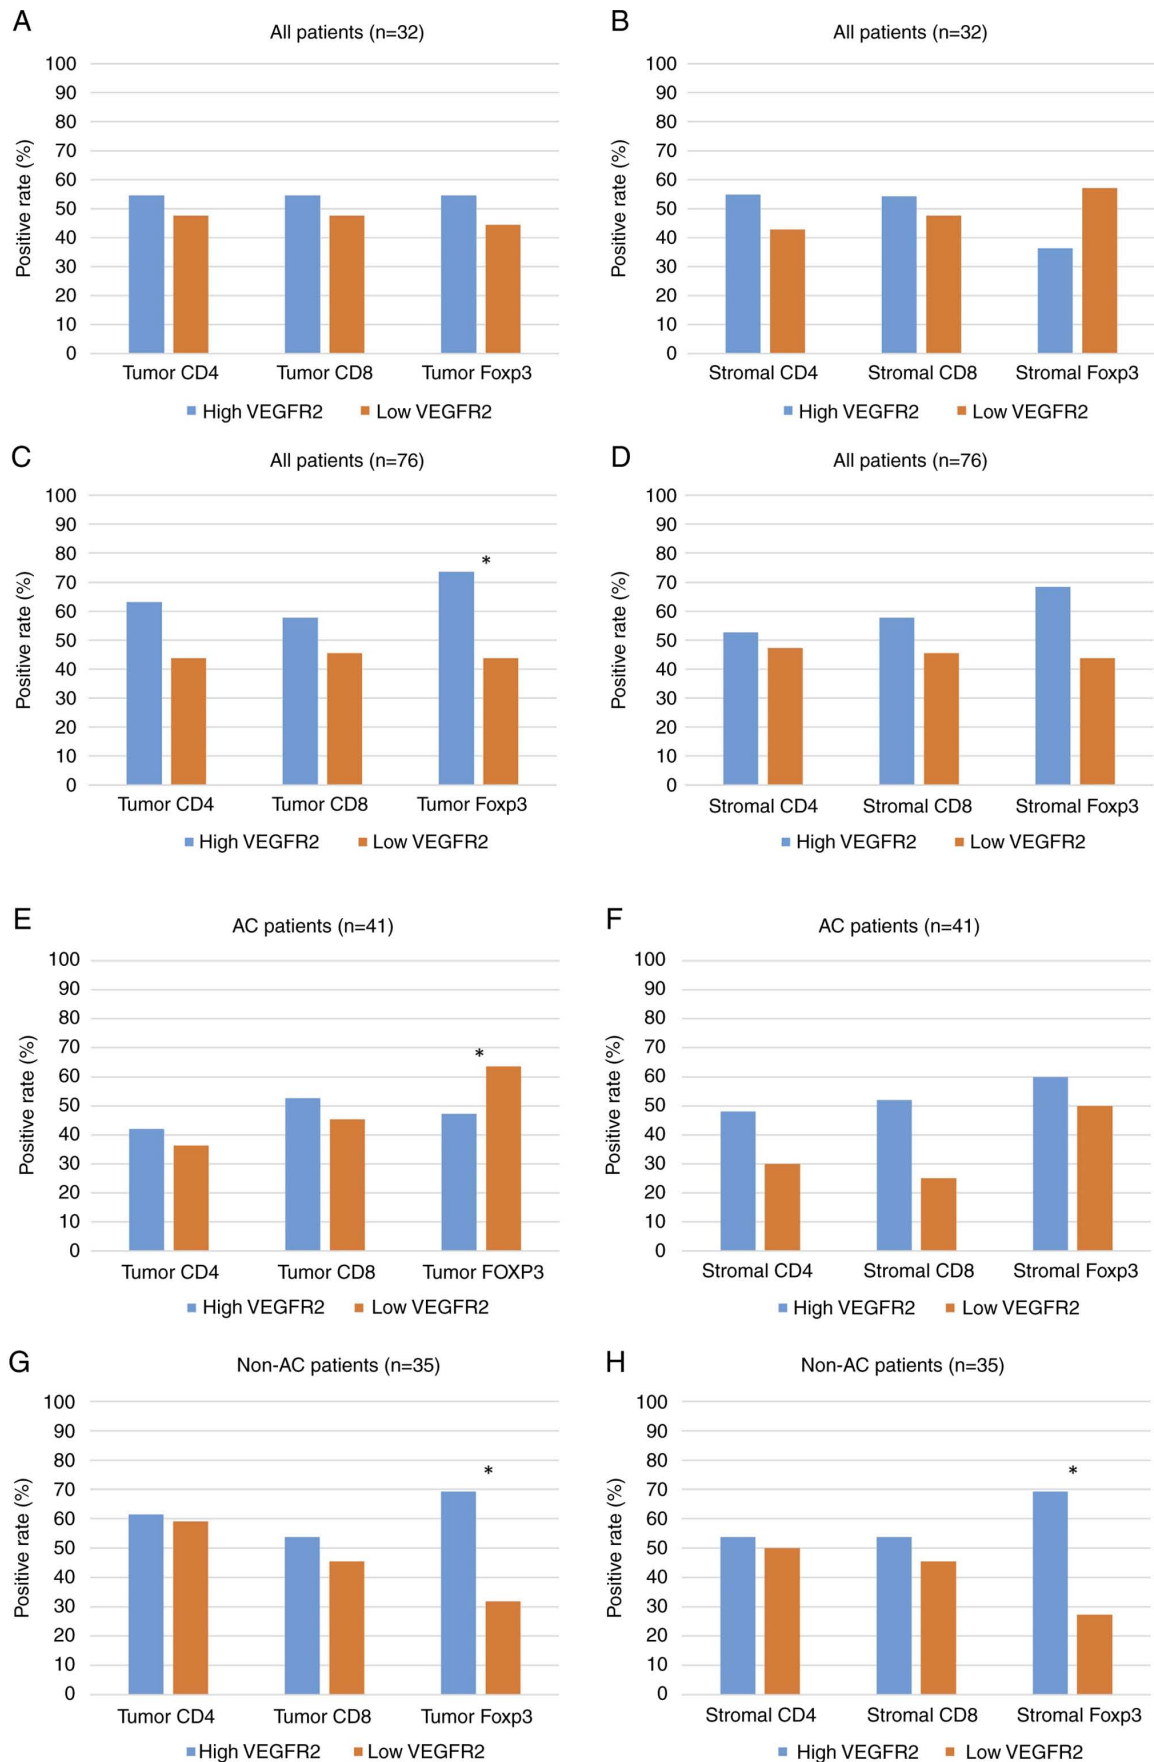 A
All patients (n=32)
100
90
80
70
60
50
40
30
20
10
0
Positive rate (%)
Tumor CD4 Tumor CD8 Tumor Foxp3
High VEGFR2 Low VEGFR2
B
All patients (n=32)
100
90
80
70
60
50
40
30
20
10
0
Positive rate (%)
Stromal CD4 Stromal CD8 Stromal Foxp3
High VEGFR2 Low VEGFR2
C
All patients (n=76)
100
90
80
70
60
50
40
30
20
10
0
Positive rate (%)
*
Tumor CD4 Tumor CD8 Tumor Foxp3
High VEGFR2 Low VEGFR2
D
All patients (n=76)
100
90
80
70
60
50
40
30
20
10
0
Positive rate (%)
Stromal CD4 Stromal CD8 Stromal Foxp3
High VEGFR2 Low VEGFR2
E
AC patients (n=41)
100
90
80
70
60
50
40
30
20
10
0
Positive rate (%)
*
Tumor CD4 Tumor CD8 Tumor FOXP3
High VEGFR2 Low VEGFR2
F
AC patients (n=41)
100
90
80
70
60
50
40
30
20
10
0
Positive rate (%)
Stromal CD4 Stromal CD8 Stromal Foxp3
High VEGFR2 Low VEGFR2
G
Non-AC patients (n=35)
100
90
80
70
60
50
40
30
20
10
0
Positive rate (%)
*
Tumor CD4 Tumor CD8 Tumor Foxp3
High VEGFR2 Low VEGFR2
H
Non-AC patients (n=35)
100
90
80
70
60
50
40
30
20
10
0
Positive rate (%)
*
Stromal CD4 Stromal CD8 Stromal Foxp3
High VEGFR2 Low VEGFR2